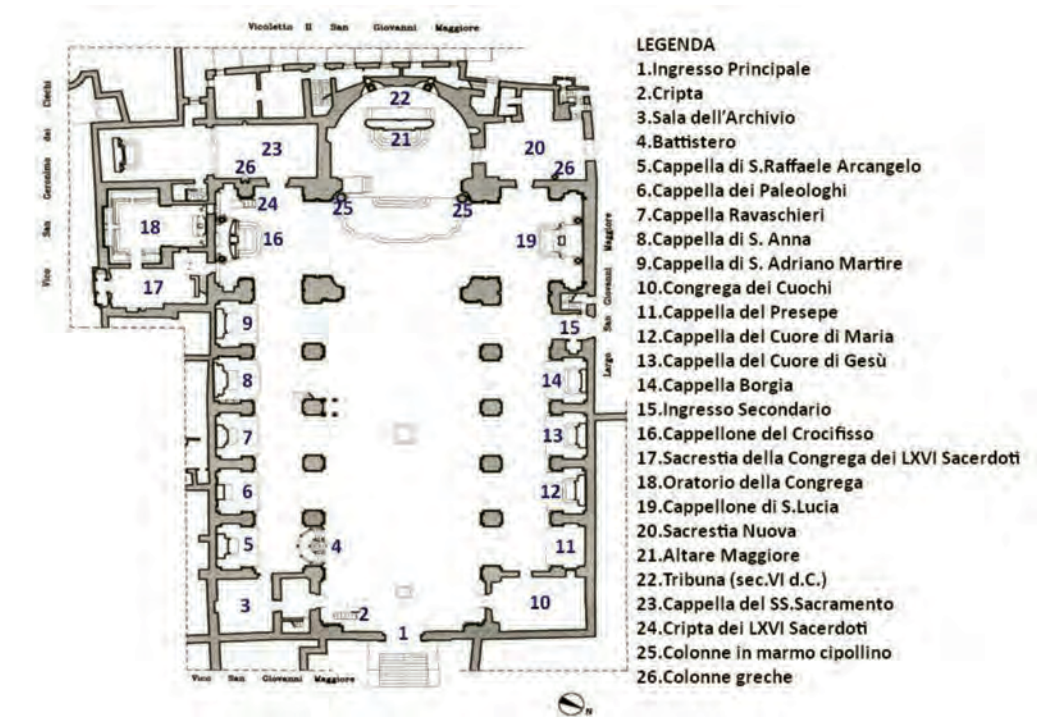 Vicoletto II San Giovanni Maggiore
Vico San Geronimo dei Ciechi
Largo San Giovanni Maggiore
Vico San Giovanni Maggiore
22
21
23
26
20
26
24
25
25
18
16
19
17
9
15
8
14
7
13
6
12
5
4
11
3
2
10
1
N
LEGENDA
1.Ingresso Principale
2.Cripta
3.Sala dell'Archivio
4.Battistero
5.Cappella di S.Raffaele Arcangelo
6.Cappella dei Paleologhi
7.Cappella Ravaschieri
8.Cappella di S. Anna
9.Cappella di S. Adriano Martire
10.Congrega dei Cuochi
11.Cappella del Presepe
12.Cappella del Cuore di Maria
13.Cappella del Cuore di Gesù
14.Cappella Borgia
15.Ingresso Secondario
16.Cappellone del Crocifisso
17.Sacrestia della Congrega dei LXVI Sacerdoti
18.Oratorio della Congrega
19.Cappellone di S.Lucia
20.Sacrestia Nuova
21.Altare Maggiore
22.Tribuna (sec.VI d.C.)
23.Cappella del SS.Sacramento
24.Cripta dei LXVI Sacerdoti
25.Colonne in marmo cipollino
26.Colonne greche